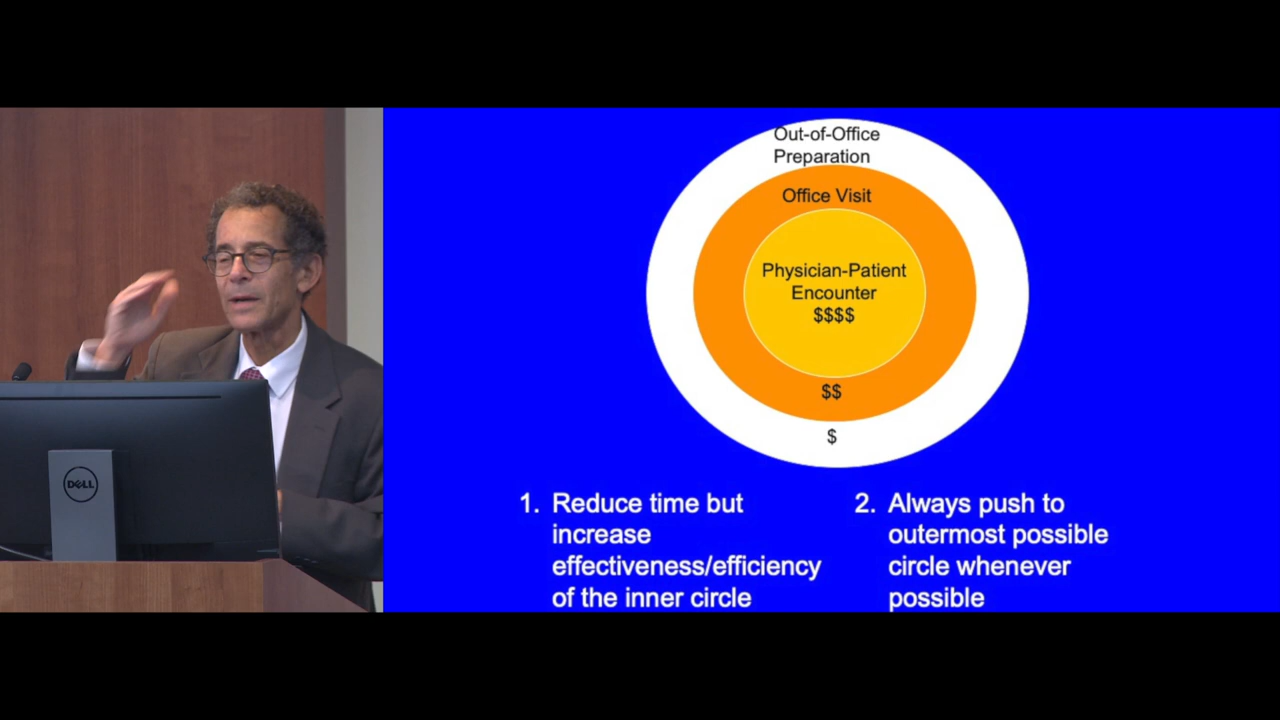 Out-of-Office
Preparation
Office Visit
Physician-Patient
Encounter
$$$$
$$
$
1. Reduce time but
increase
effectiveness/efficiency
of the inner circle
2. Always push to
outermost possible
circle whenever
possible
DELL